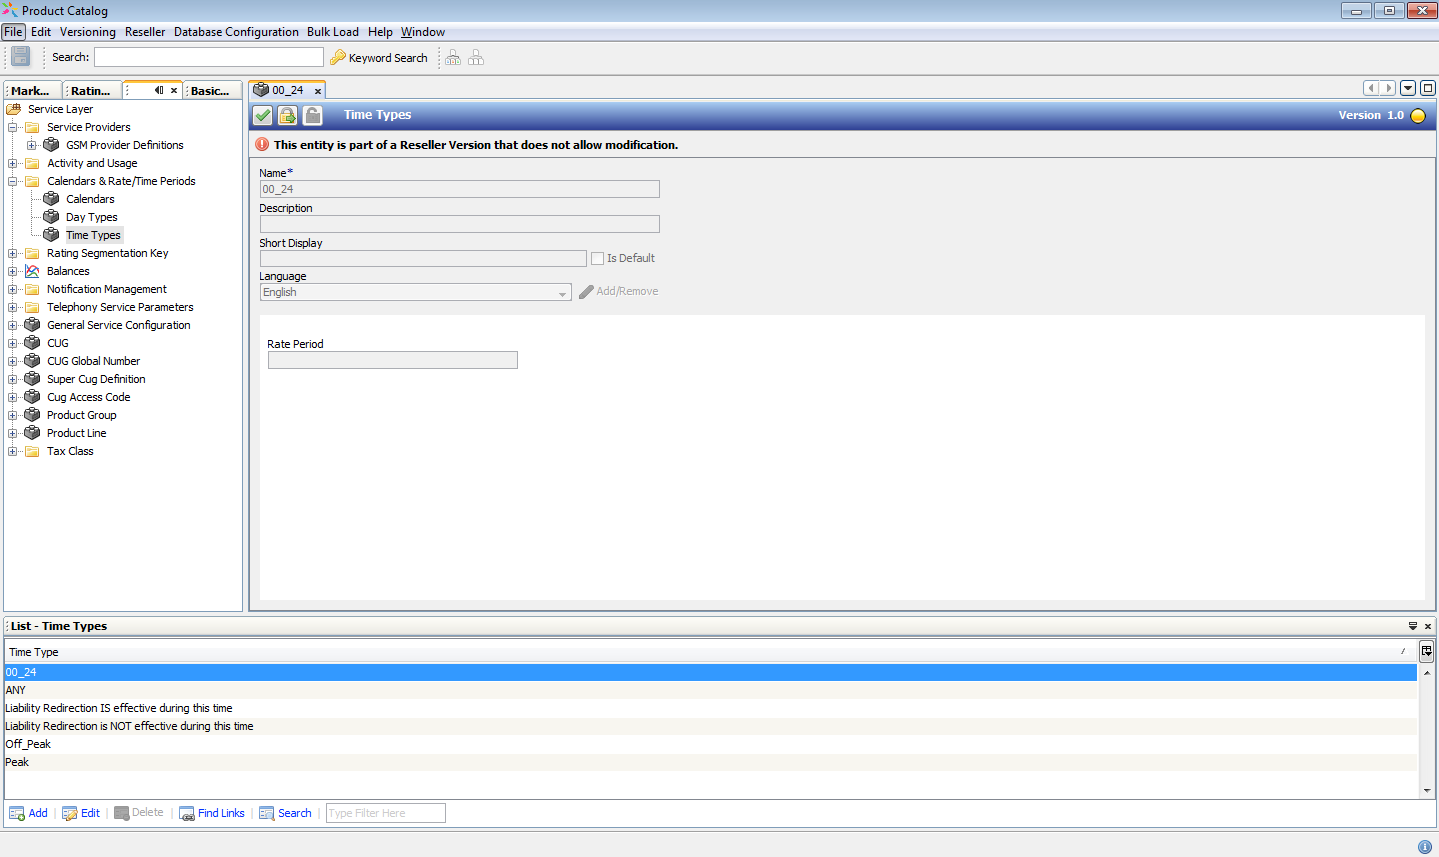 Product Catalog
File Edit Versioning Reseller Database Configuration Bulk Load Help Window
Search: Keyword Search
Mark... Ratin... Basic...
Service Layer
Service Providers
GSM Provider Definitions
Activity and Usage
Calendars & Rate/Time Periods
Calendars
Day Types
Time Types
Rating Segmentation Key
Balances
Notification Management
Telephony Service Parameters
General Service Configuration
CUG
CUG Global Number
Super Cug Definition
Cug Access Code
Product Group
Product Line
Tax Class
00_24
Time Types Version 1.0
This entity is part of a Reseller Version that does not allow modification.
Name*
00_24
Description
Short Display
Is Default
Language
English Add/Remove
Rate Period
List - Time Types
Time Type
00_24
ANY
Liability Redirection IS effective during this time
Liability Redirection is NOT effective during this time
Off_Peak
Peak
Add Edit Delete Find Links Search Type Filter Here